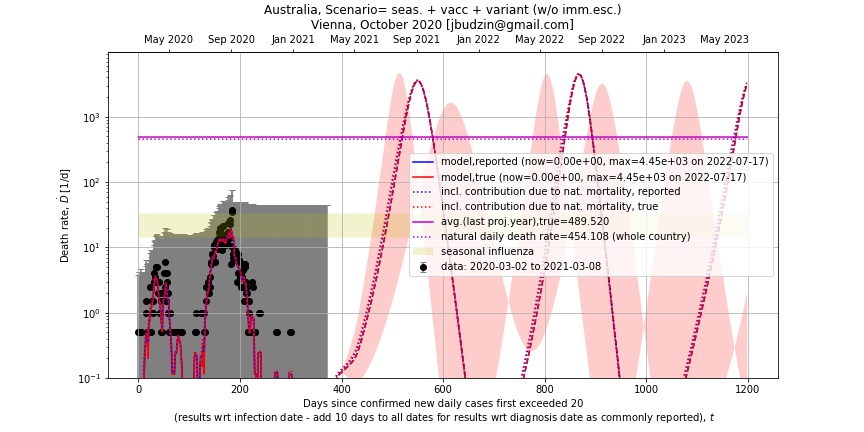 Australia, Scenario= seas. + vacc + variant (w/o imm.esc.)
Vienna, October 2020 [jbudzin@gmail.com]
May 2020 Sep 2020 Jan 2021 May 2021 Sep 2021 Jan 2022 May 2022 Sep 2022 Jan 2023 May 2023
Death rate, D [1/d]
10³
10²
10¹
10⁰
10⁻¹
model,reported (now=0.00e+00, max=4.45e+03 on 2022-07-17)
model,true (now=0.00e+00, max=4.45e+03 on 2022-07-17)
incl. contribution due to nat. mortality, reported
incl. contribution due to nat. mortality, true
avg.(last proj.year),true=489.520
natural daily death rate=454.108 (whole country)
seasonal influenza
data: 2020-03-02 to 2021-03-08
0 200 400 600 800 1000 1200
Days since confirmed new daily cases first exceeded 20
(results wrt infection date - add 10 days to all dates for results wrt diagnosis date as commonly reported), t